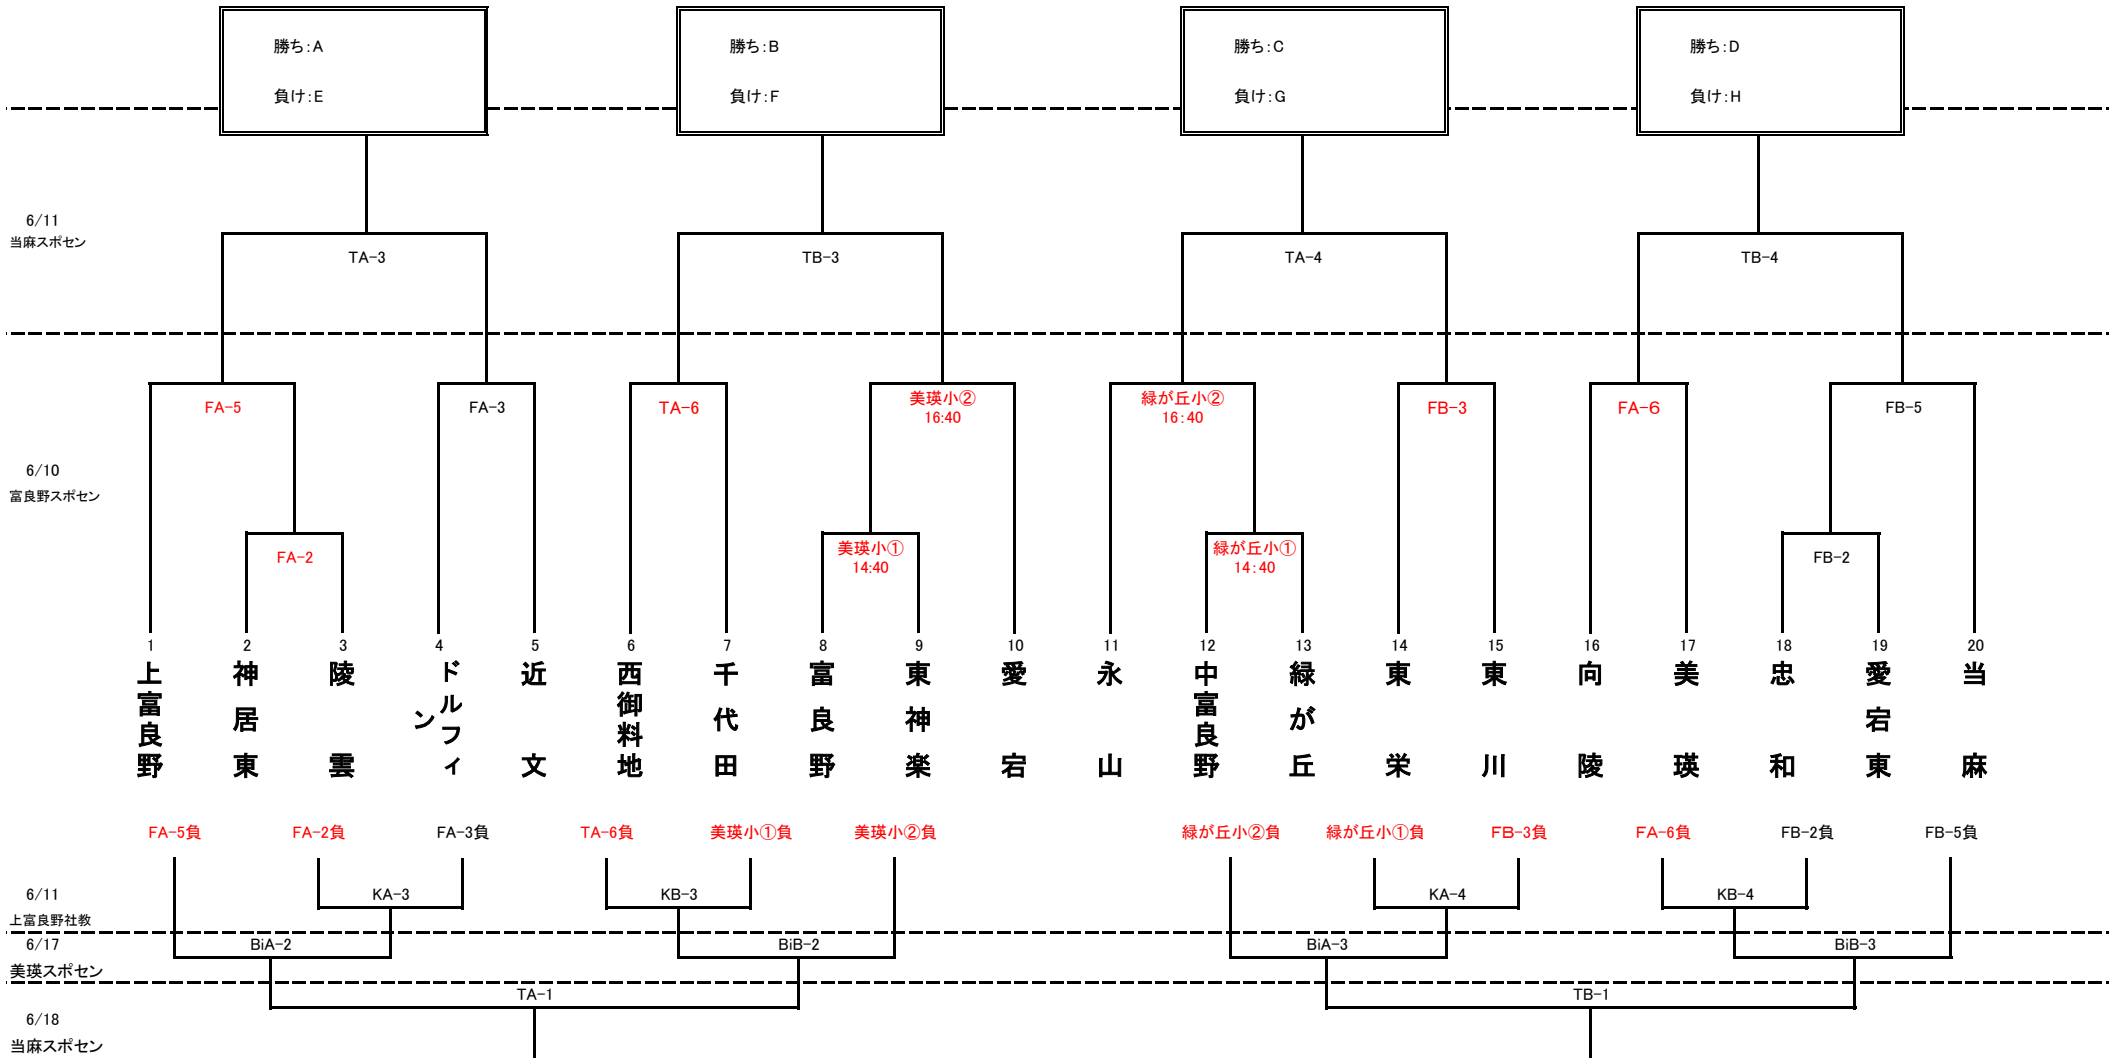 勝ち:A 勝ち:B 勝ち:C 勝ち:D
負け:E 負け:F 負け:G 負け:H
6/11
当麻スポセン
TA-3 TB-3 TA-4 TB-4
FA-5 FA-3 TA-6 美瑛小② 緑が丘小② FB-3 FA-6 FB-5
16:40 16:40
6/10
富良野スポセン
FA-2 美瑛小① 緑が丘小① FB-2
14:40 14:40
1 2 3 4 5 6 7 8 9 10 11 12 13 14 15 16 17 18 19 20
上富良野
神居東
陵雲
ドルフィン
近文
西御料地
千代田
富良野
東神楽
愛宕
永山
中富良野
緑が丘
東栄
東川
向陵
美瑛
忠和
愛宕東
当麻
FA-5負 FA-2負 FA-3負 TA-6負 美瑛小①負 美瑛小②負 緑が丘小②負 緑が丘小①負 FB-3負 FA-6負 FB-2負 FB-5負
6/11 KA-3 KB-3 KA-4 KB-4
上富良野社教
6/17 BiA-2 BiB-2 BiA-3 BiB-3
美瑛スポセン
TA-1 TB-1
6/18
当麻スポセン